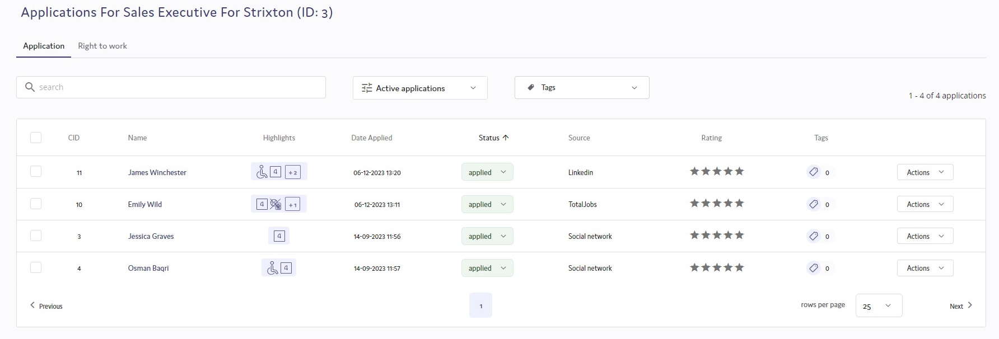 Applications For Sales Executive For Strixton (ID: 3)
Application Right to work
search Active applications Tags
1 - 4 of 4 applications
CID Name Highlights Date Applied Status Source Rating Tags
11 James Winchester 4 +2 06-12-2023 13:20 applied Linkedin 0 Actions
10 Emily Wild 4 +1 06-12-2023 13:11 applied TotalJobs 0 Actions
3 Jessica Graves 4 14-09-2023 11:56 applied Social network 0 Actions
4 Osman Baqri 4 14-09-2023 11:57 applied Social network 0 Actions
Previous 1 rows per page 25 Next